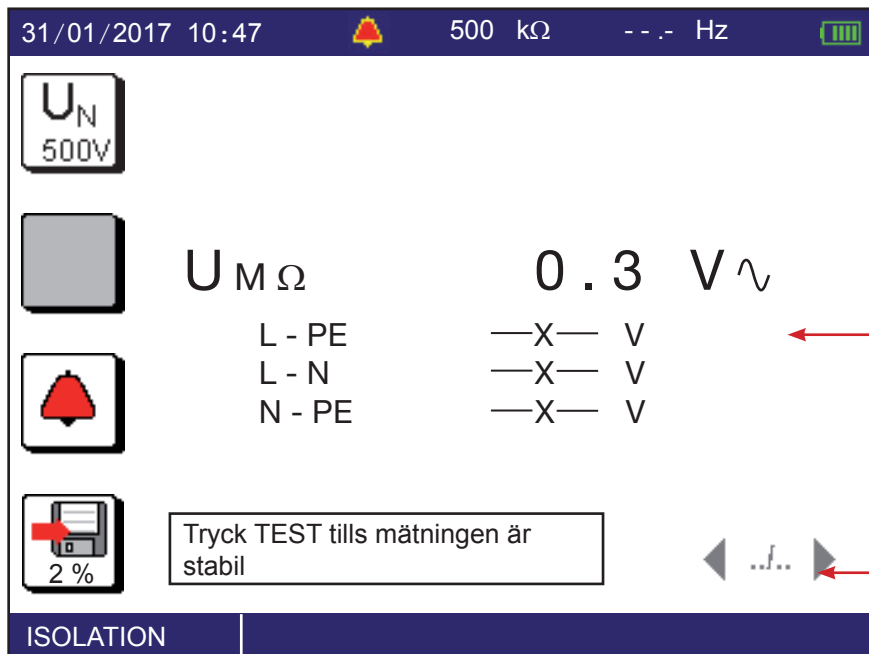 31/01/2017 10:47 500 kΩ - - .- Hz
UN
500V
U MΩ 0.3 V
L - PE —X— V
L - N —X— V
N - PE —X— V
2 %
Tryck TEST tills mätningen är
stabil
../..
ISOLATION